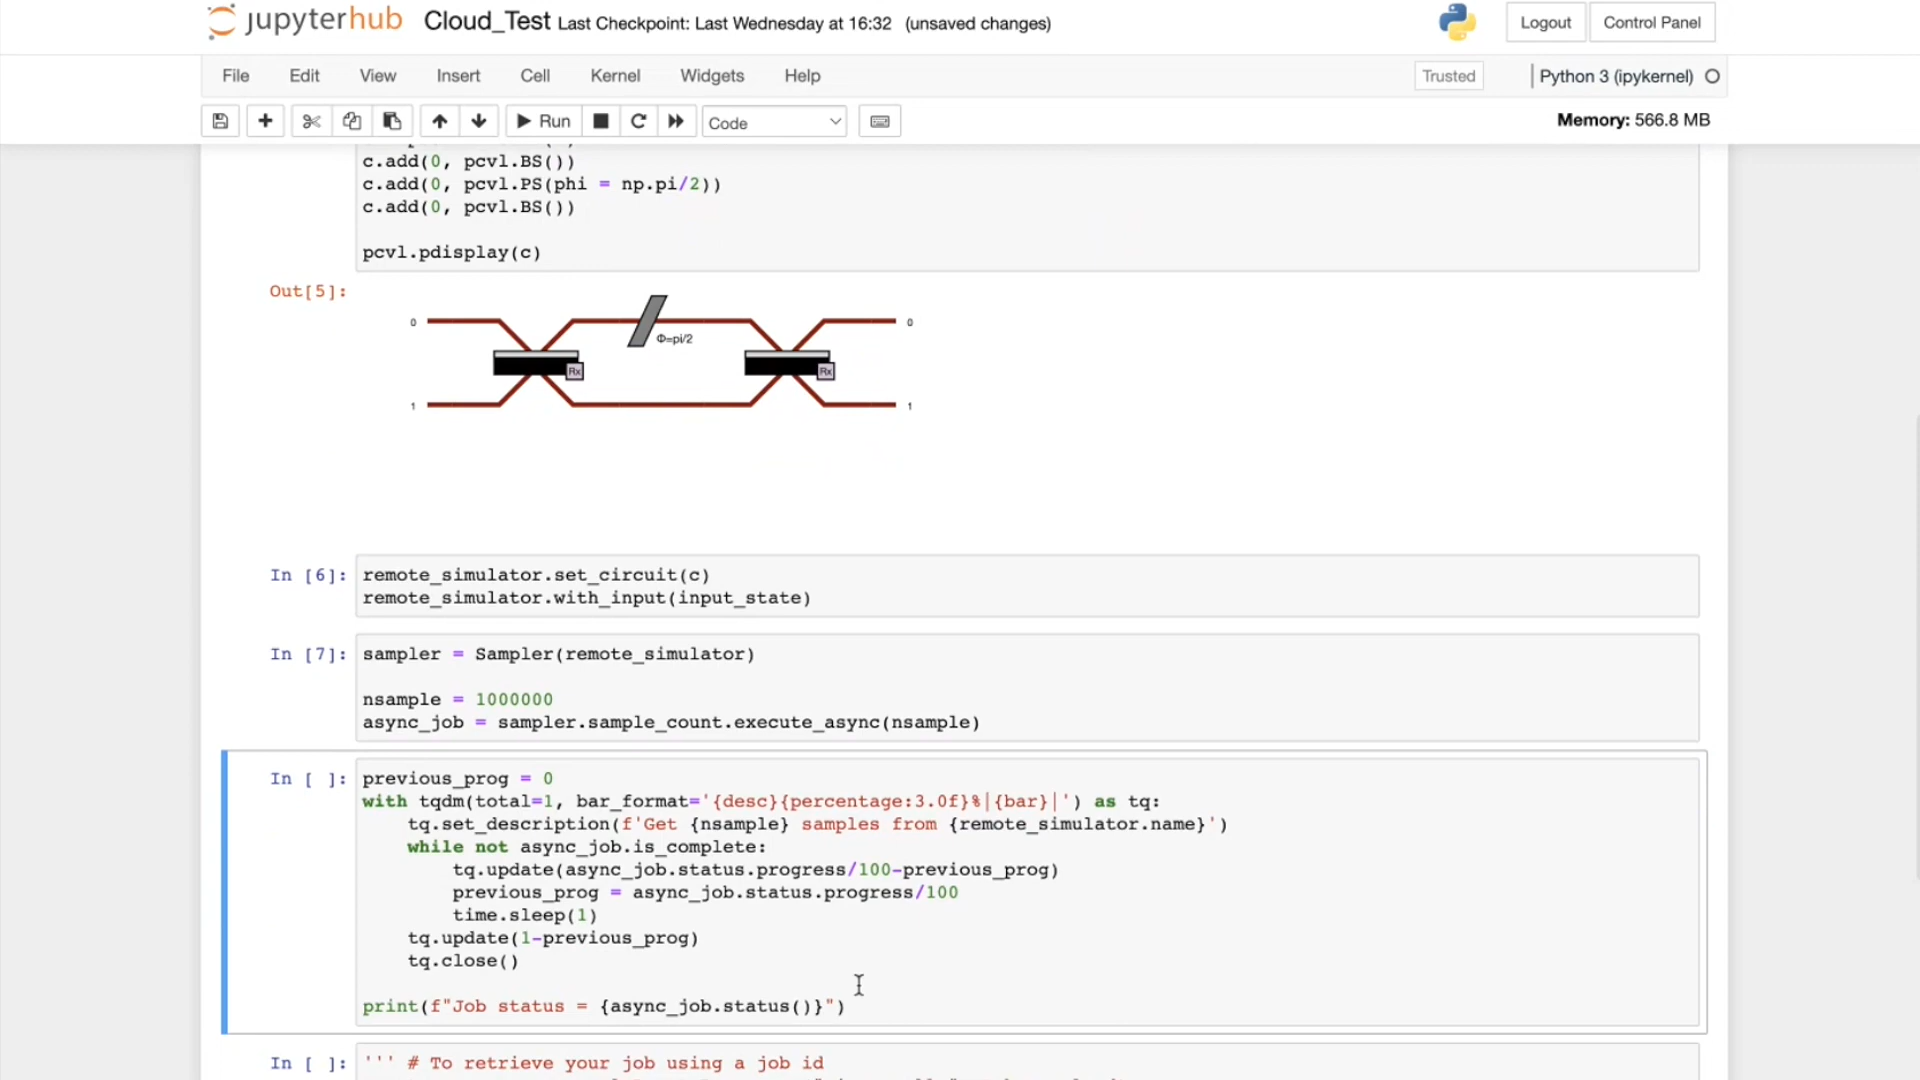 jupyterhub Cloud_Test Last Checkpoint: Last Wednesday at 16:32 (unsaved changes) Logout Control Panel
File Edit View Insert Cell Kernel Widgets Help Trusted Python 3 (ipykernel)
Run Code Memory: 566.8 MB
c.add(0, pcvl.BS())
c.add(0, pcvl.PS(phi = np.pi/2))
c.add(0, pcvl.BS())
pcvl.pdisplay(c)
Out[5]:
0 0
Φ=pi/2
Rx Rx
1 1
In [6]: remote_simulator.set_circuit(c)
remote_simulator.with_input(input_state)
In [7]: sampler = Sampler(remote_simulator)
nsample = 1000000
async_job = sampler.sample_count.execute_async(nsample)
In [ ]: previous_prog = 0
with tqdm(total=1, bar_format='{desc}{percentage:3.0f}%|{bar}|') as tq:
tq.set_description(f'Get {nsample} samples from {remote_simulator.name}')
while not async_job.is_complete:
tq.update(async_job.status.progress/100-previous_prog)
previous_prog = async_job.status.progress/100
time.sleep(1)
tq.update(1-previous_prog)
tq.close()
print(f"Job status = {async_job.status()}")
In [ ]: ''' # To retrieve your job using a job id